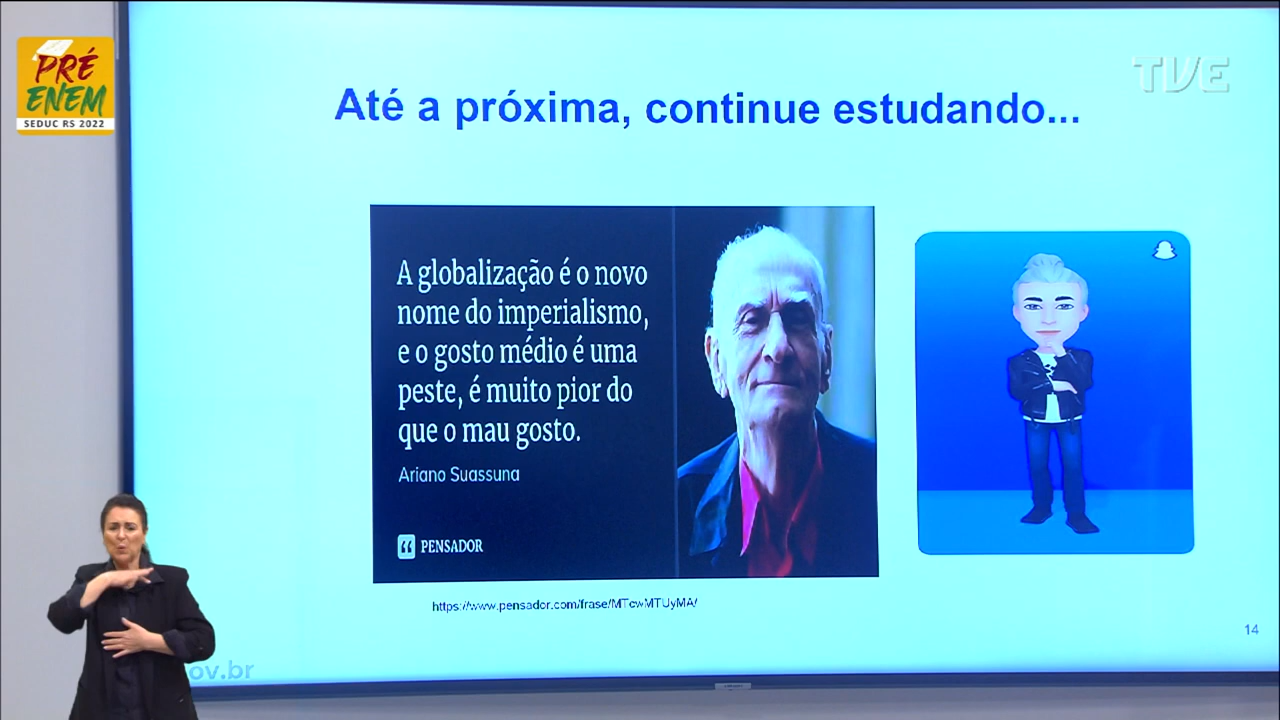 PRÉ
ENEM
SEDUC RS 2022
TVE
Até a próxima, continue estudando...
A globalização é o novo
nome do imperialismo,
e o gosto médio é uma
peste, é muito pior do
que o mau gosto.
Ariano Suassuna
PENSADOR
https://www.pensador.com/frase/MTcwMTUyMA/
14
ov.br